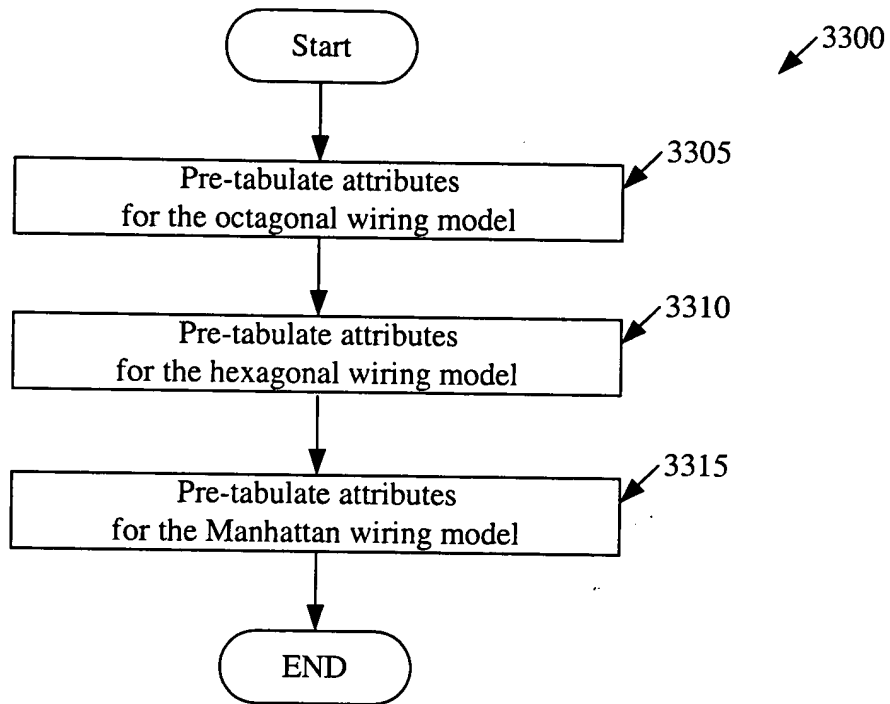 Start
3300
3305
Pre-tabulate attributes
for the octagonal wiring model
3310
Pre-tabulate attributes
for the hexagonal wiring model
3315
Pre-tabulate attributes
for the Manhattan wiring model
END